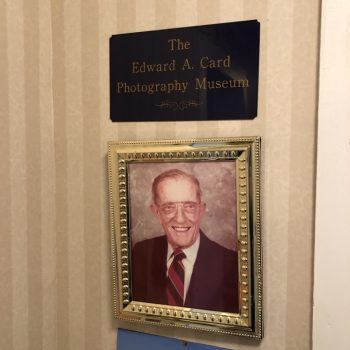 The
Edward A. Card
Photography Museum